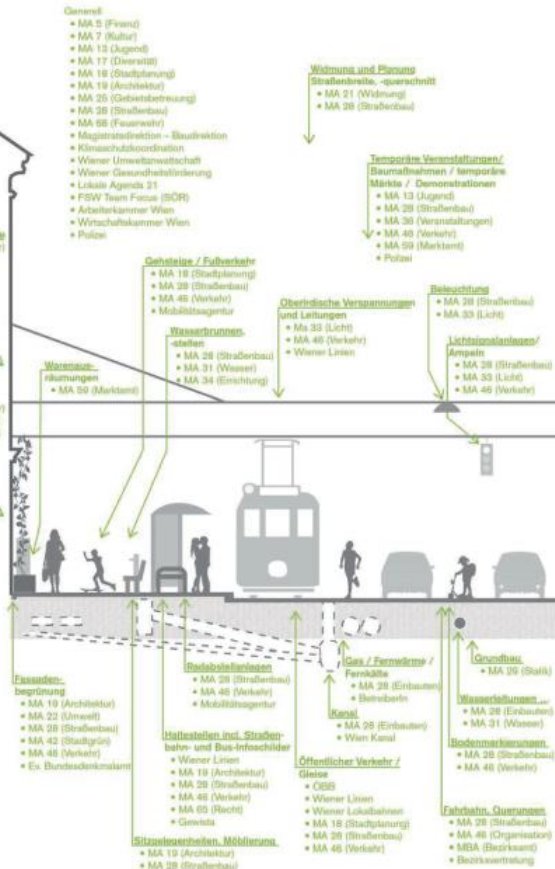 Generell
• MA 5 (Finanz)
• MA 7 (Kultur)
• MA 13 (Jugend)
• MA 17 (Diversität)
• MA 18 (Stadtplanung)
• MA 19 (Architektur)
• MA 25 (Gebietsbetreuung)
• MA 28 (Straßenbau)
• MA 68 (Feuerwehr)
• Magistratsdirektion – Baudirektion
• Klimaschutzkoordination
• Wiener Umweltanwaltschaft
• Wiener Gesundheitsförderung
• Lokale Agenda 21
• FSW Team Focus (SÖR)
• Arbeiterkammer Wien
• Wirtschaftskammer Wien
• Polizei
Widmung und Planung
Straßenbreite, -querschnitt
• MA 21 (Widmung)
• MA 28 (Straßenbau)
Temporäre Veranstaltungen/
Baumaßnahmen / temporäre
Märkte / Demonstrationen
• MA 13 (Jugend)
• MA 28 (Straßenbau)
• MA 36 (Veranstaltungen)
• MA 46 (Verkehr)
• MA 59 (Marktamt)
• Polizei
Gehsteige / Fußverkehr
• MA 18 (Stadtplanung)
• MA 28 (Straßenbau)
• MA 46 (Verkehr)
• Mobilitätsagentur
Wasserbrunnen,
-stellen
• MA 28 (Straßenbau)
• MA 31 (Wasser)
• MA 34 (Errichtung)
Warenaus-
räumungen
• MA 59 (Marktamt)
Oberirdische Verspannungen
und Leitungen
• Ma 33 (Licht)
• MA 46 (Verkehr)
• Wiener Linien
Beleuchtung
• MA 28 (Straßenbau)
• MA 33 (Licht)
Lichtsignalanlagen/
Ampeln
• MA 28 (Straßenbau)
• MA 33 (Licht)
• MA 46 (Verkehr)
Fassaden-
begrünung
• MA 19 (Architektur)
• MA 22 (Umwelt)
• MA 28 (Straßenbau)
• MA 42 (Stadtgrün)
• MA 46 (Verkehr)
• Ev. Bundesdenkmalamt
Radabstellanlagen
• MA 28 (Straßenbau)
• MA 46 (Verkehr)
• Mobilitätsagentur
Haltestellen incl. Straßen-
bahn- und Bus-Infoschilder
• Wiener Linien
• MA 19 (Architektur)
• MA 28 (Straßenbau)
• MA 46 (Verkehr)
• MA 65 (Recht)
• Gewista
Sitzgelegenheiten, Möblierung
• MA 19 (Architektur)
• MA 28 (Straßenbau)
Gas / Fernwärme /
Fernkälte
• MA 28 (Einbauten)
• BetreiberIn
Kanal
• MA 28 (Einbauten)
• Wien Kanal
Öffentlicher Verkehr /
Gleise
• ÖBB
• Wiener Linien
• Wiener Lokalbahnen
• MA 18 (Stadtplanung)
• MA 28 (Straßenbau)
• MA 46 (Verkehr)
Grundbau
• MA 29 (Statik)
Wasserleitungen ...
• MA 28 (Einbauten)
• MA 31 (Wasser)
Bodenmarkierungen
• MA 28 (Straßenbau)
• MA 46 (Verkehr)
Fahrbahn, Querungen
• MA 28 (Straßenbau)
• MA 46 (Organisation)
• MBA (Bezirksamt)
• Bezirksvertretung